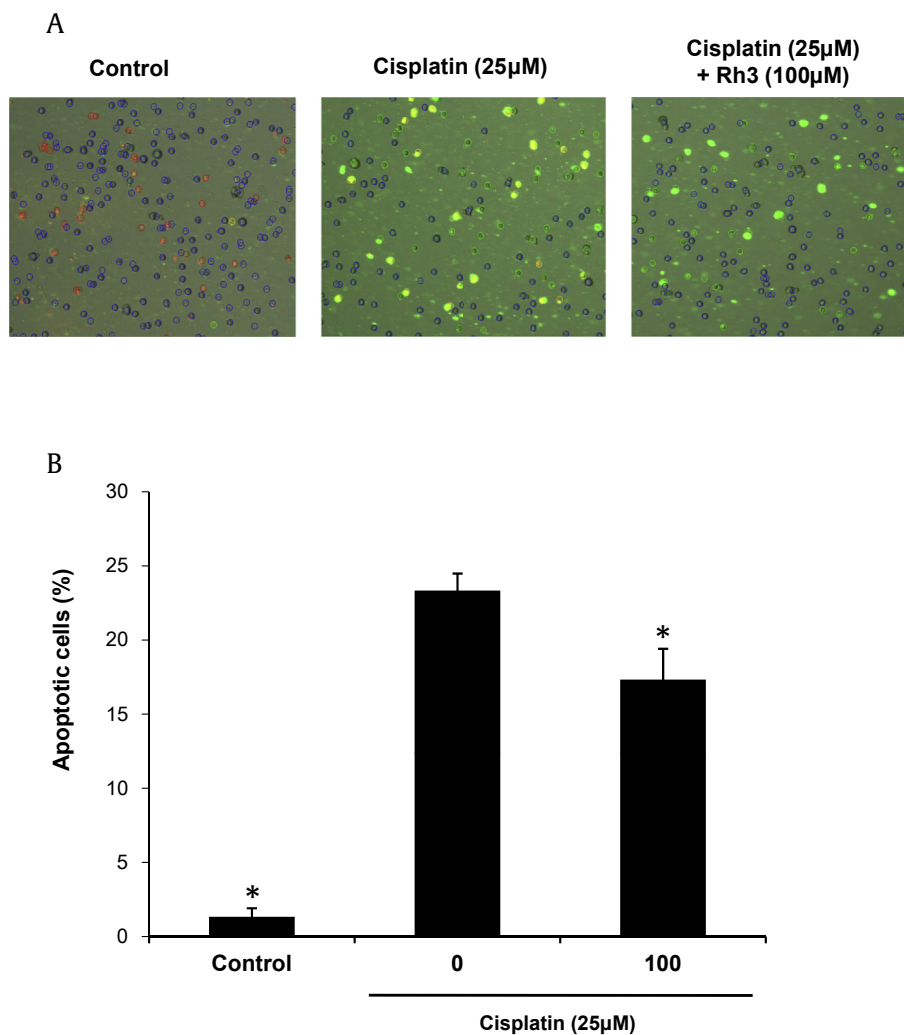 A
Control
Cisplatin (25µM)
Cisplatin (25µM)
+ Rh3 (100µM)
B
Apoptotic cells (%)
30
25
20
15
10
5
0
*
*
Control
0
100
Cisplatin (25µM)